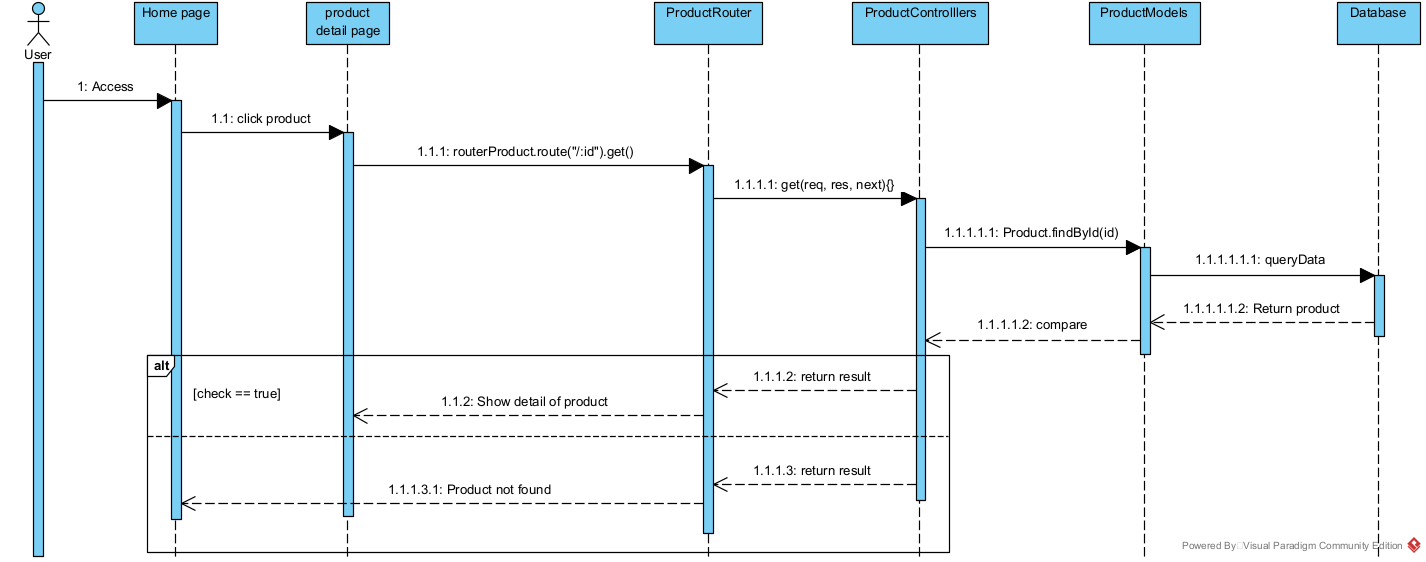 Home page
product
detail page
ProductRouter
ProductControlllers
ProductModels
Database
User
1: Access
1.1: click product
1.1.1: routerProduct.route("/:id").get()
1.1.1.1: get(req, res, next){}
1.1.1.1.1: Product.findById(id)
1.1.1.1.1.1: queryData
1.1.1.1.1.2: Return product
1.1.1.1.2: compare
alt
[check == true]
1.1.1.2: return result
1.1.2: Show detail of product
1.1.1.3: return result
1.1.1.3.1: Product not found
Powered By Visual Paradigm Community Edition